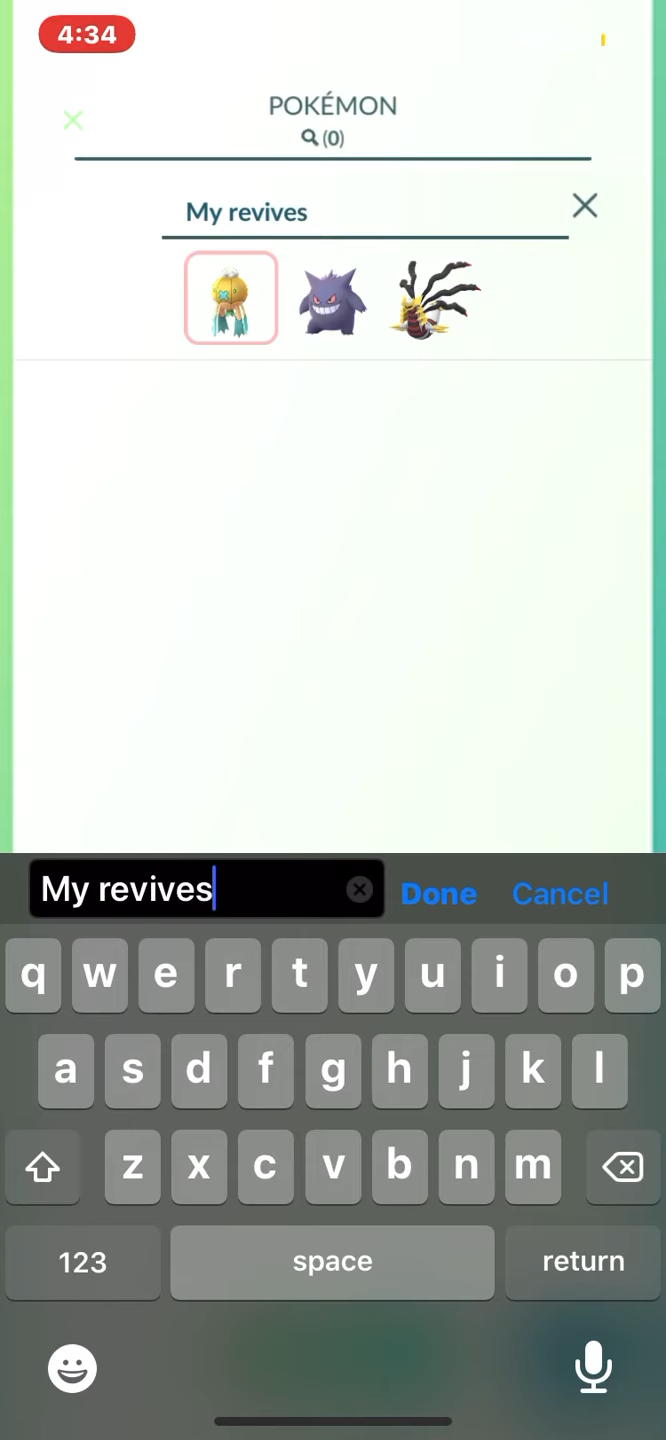 4:34
POKÉMON
(0)
My revives
My revives Done Cancel
q w e r t y u i o p
a s d f g h j k l
z x c v b n m
123 space return